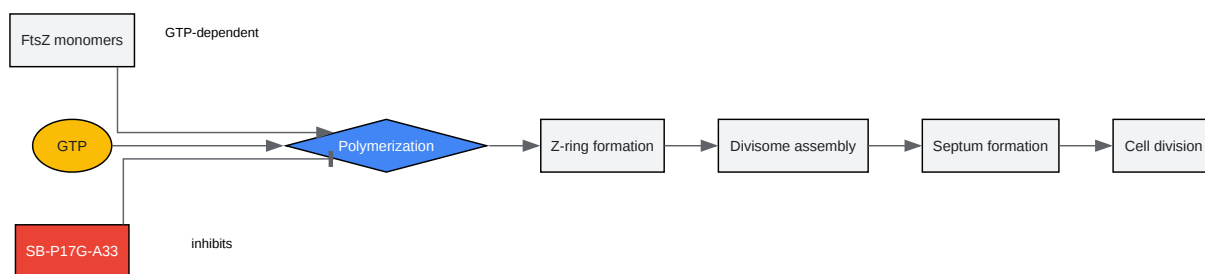 FtsZ monomers
GTP-dependent
GTP
Polymerization
Z-ring formation
Divisome assembly
Septum formation
Cell division
SB-P17G-A33
inhibits